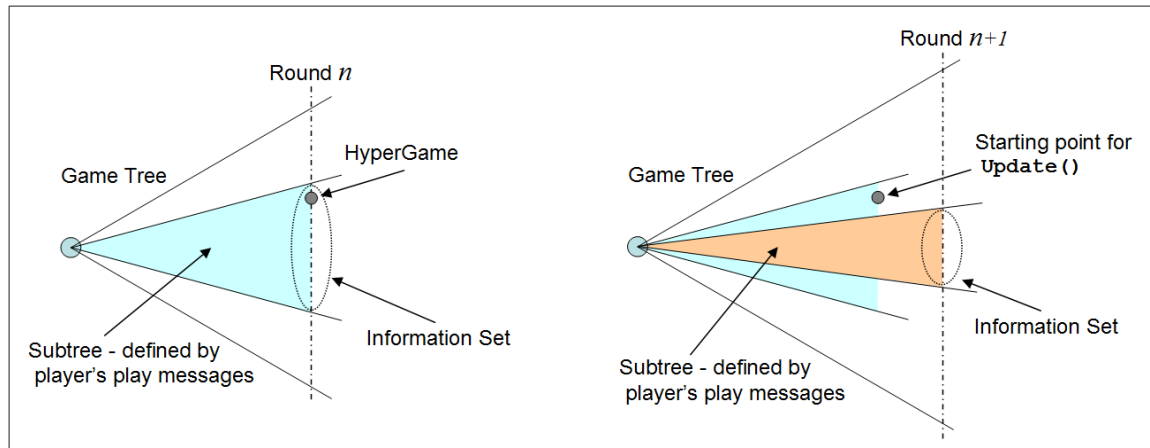 Round n
HyperGame
Game Tree
Subtree - defined by
player's play messages
Information Set
Round n+1
Starting point for
Update()
Game Tree
Subtree - defined by
player's play messages
Information Set